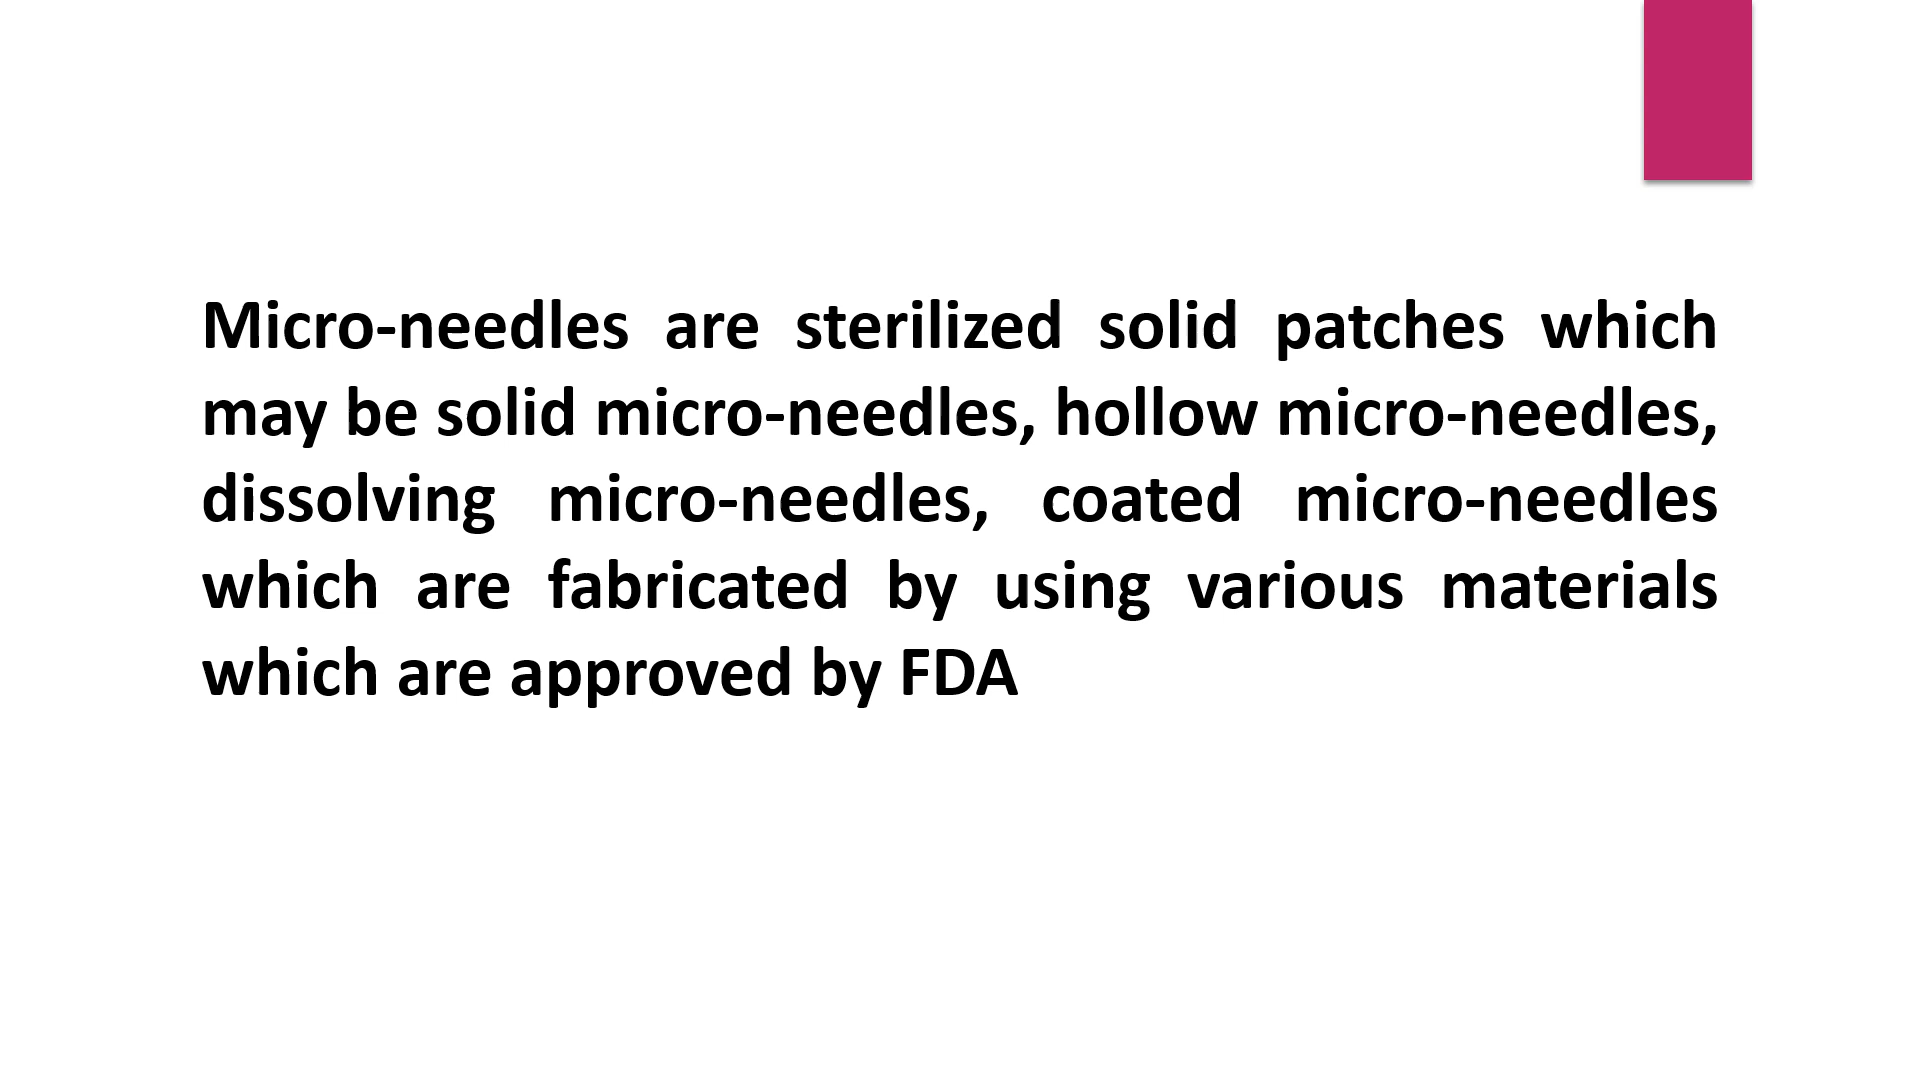 Micro-needles are sterilized solid patches which
may be solid micro-needles, hollow micro-needles,
dissolving micro-needles, coated micro-needles
which are fabricated by using various materials
which are approved by FDA